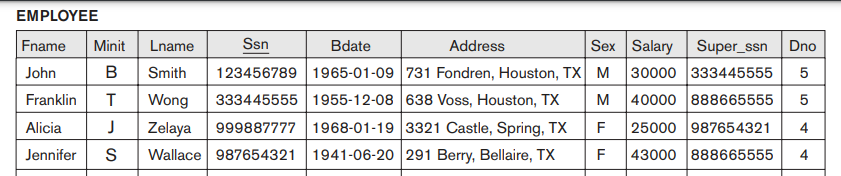 EMPLOYEE
Fname Minit Lname Ssn Bdate Address Sex Salary Super_ssn Dno
John B Smith 123456789 1965-01-09 731 Fondren, Houston, TX M 30000 333445555 5
Franklin T Wong 333445555 1955-12-08 638 Voss, Houston, TX M 40000 888665555 5
Alicia J Zelaya 999887777 1968-01-19 3321 Castle, Spring, TX F 25000 987654321 4
Jennifer S Wallace 987654321 1941-06-20 291 Berry, Bellaire, TX F 43000 888665555 4